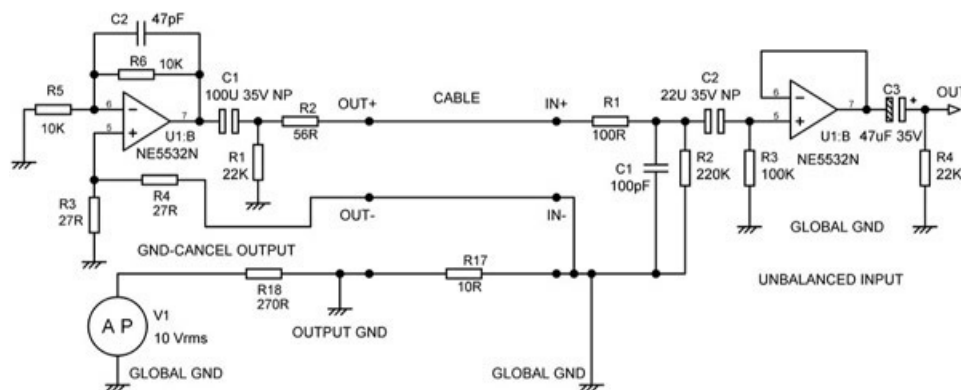 C2
47pF
R6
10K
R5
10K
6
5
7
U1:B
NE5532N
C1
100U 35V NP
R2
56R
R1
22K
OUT+
CABLE
IN+
R1
100R
C2
22U 35V NP
6
5
7
U1:B
NE5532N
C3
+
47uF 35V
OUT
C1
100pF
R2
220K
R3
100K
R4
22K
R3
27R
R4
27R
OUT-
IN-
GND-CANCEL OUTPUT
GLOBAL GND
UNBALANCED INPUT
R18
270R
R17
10R
A P
V1
10 Vrms
OUTPUT GND
GLOBAL GND
GLOBAL GND